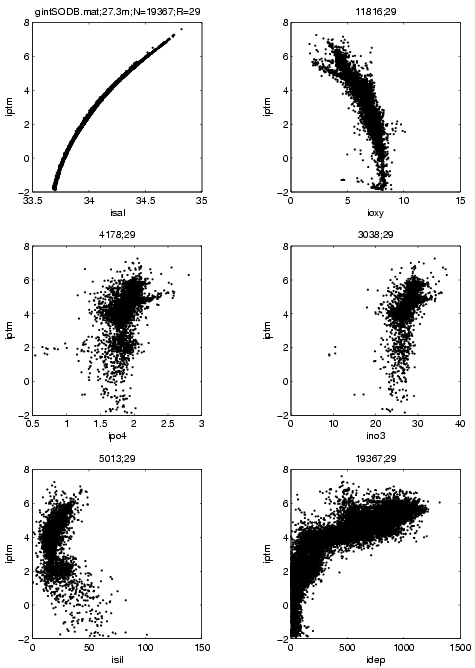 gintSODB.mat;27.3m;N=19367;R=29
11816;29
8
6
4
2
0
−2
iptm
33.5 34 34.5 35
isal
8
6
4
2
0
−2
iptm
0 5 10 15
ioxy
4178;29
3038;29
8
6
4
2
0
−2
iptm
0.5 1 1.5 2 2.5 3
ipo4
8
6
4
2
0
−2
iptm
0 10 20 30 40
ino3
5013;29
19367;29
8
6
4
2
0
−2
iptm
0 50 100 150
isil
8
6
4
2
0
−2
iptm
0 500 1000 1500
idep